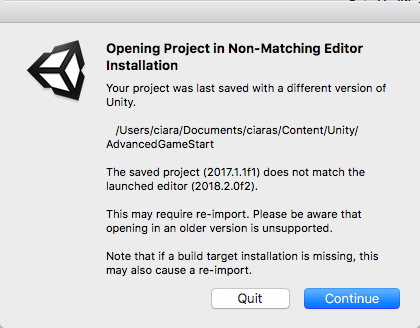 Opening Project in Non-Matching Editor
Installation
Your project was last saved with a different version of
Unity.
/Users/ciara/Documents/ciaras/Content/Unity/
AdvancedGameStart
The saved project (2017.1.1f1) does not match the
launched editor (2018.2.0f2).
This may require re-import. Please be aware that
opening in an older version is unsupported.
Note that if a build target installation is missing, this
may also cause a re-import.
Quit
Continue